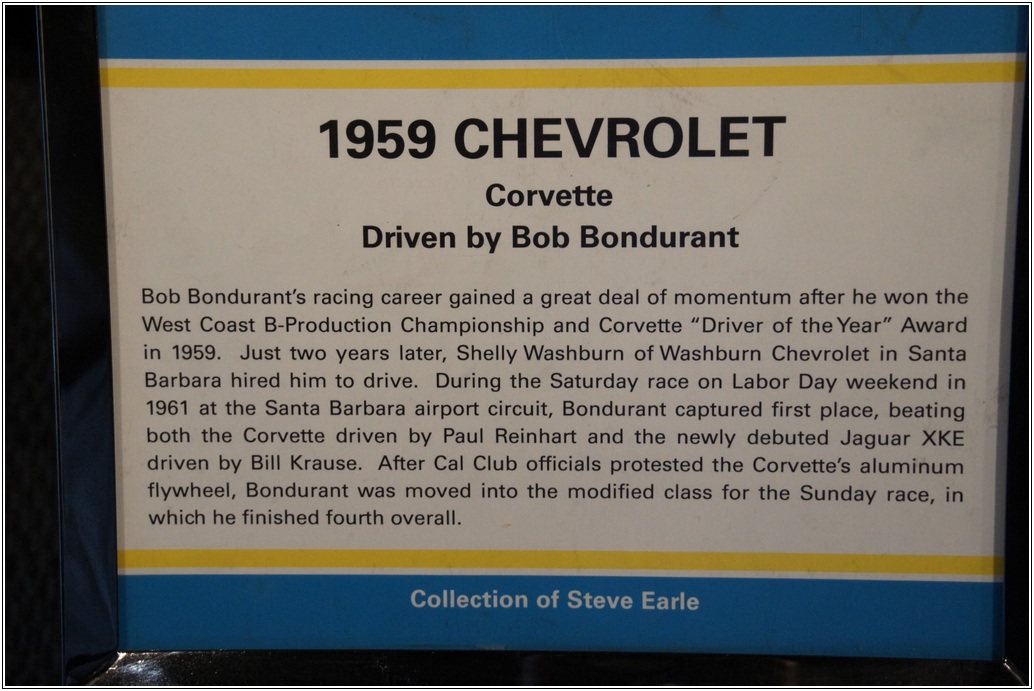 1959 CHEVROLET
Corvette
Driven by Bob Bondurant
Bob Bondurant's racing career gained a great deal of momentum after he won the
West Coast B-Production Championship and Corvette “Driver of the Year” Award
in 1959. Just two years later, Shelly Washburn of Washburn Chevrolet in Santa
Barbara hired him to drive. During the Saturday race on Labor Day weekend in
1961 at the Santa Barbara airport circuit, Bondurant captured first place, beating
both the Corvette driven by Paul Reinhart and the newly debuted Jaguar XKE
driven by Bill Krause. After Cal Club officials protested the Corvette's aluminum
flywheel, Bondurant was moved into the modified class for the Sunday race, in
which he finished fourth overall.
Collection of Steve Earle